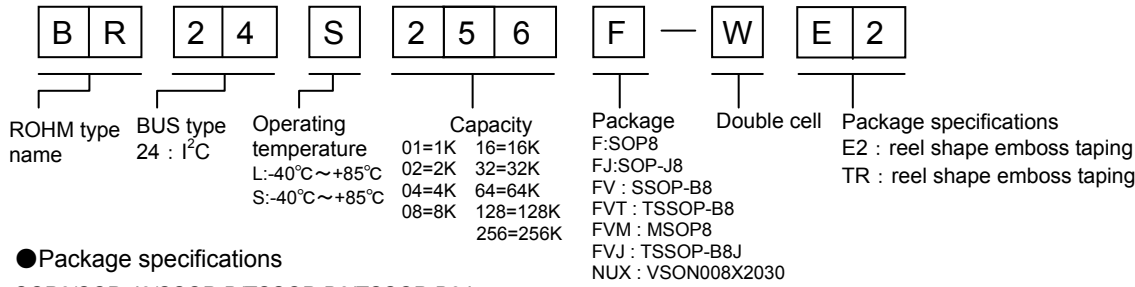 B R 2 4 S 2 5 6 F — W E 2
ROHM type name
BUS type
24 : I²C
Operating temperature
L:-40℃~+85℃
S:-40℃~+85℃
Capacity
01=1K 16=16K
02=2K 32=32K
04=4K 64=64K
08=8K 128=128K
256=256K
Package
F:SOP8
FJ:SOP-J8
FV : SSOP-B8
FVT : TSSOP-B8
FVM : MSOP8
FVJ : TSSOP-B8J
NUX : VSON008X2030
Double cell
Package specifications
E2 : reel shape emboss taping
TR : reel shape emboss taping
●Package specifications